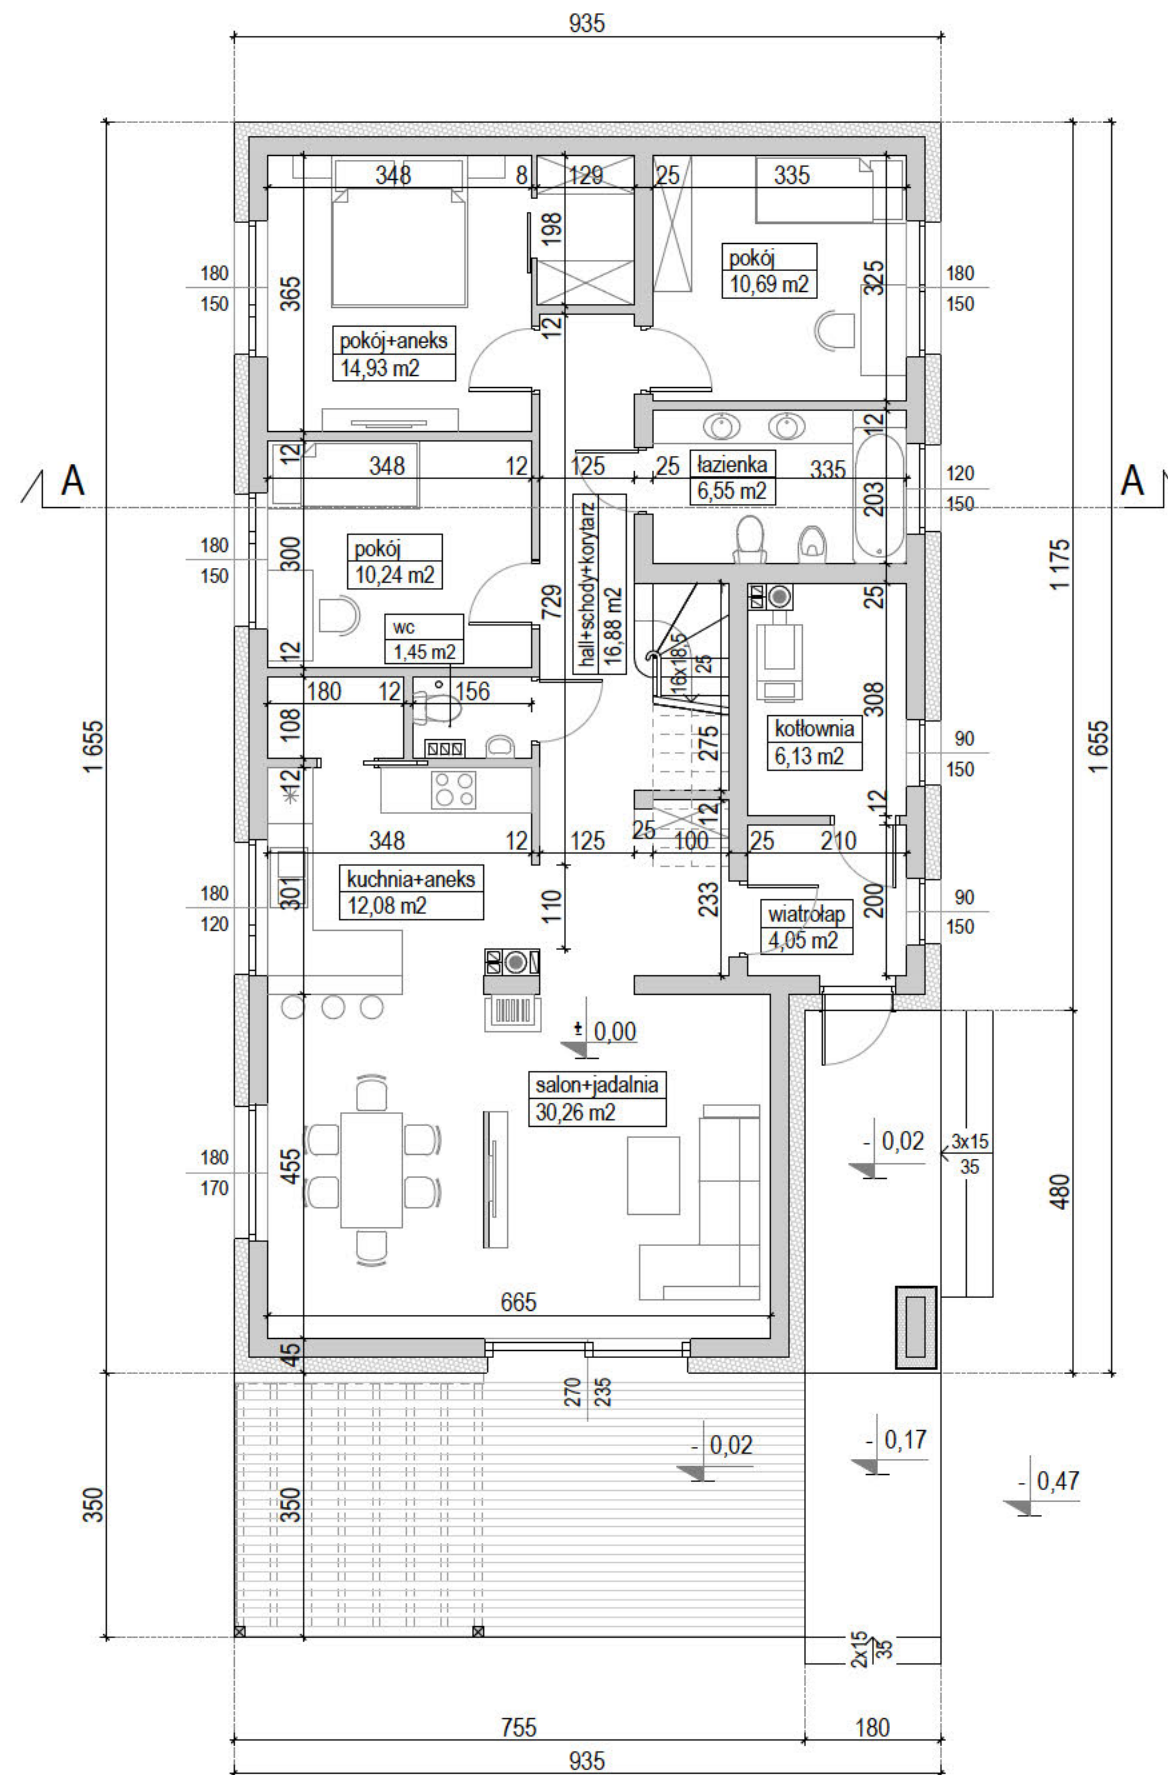 935
348 8 129 25 335
198
pokój
10,69 m2
180
150
365
325
180
150
12
pokój+aneks
14,93 m2
12
12
348 12 125 25
łazienka
6,55 m2
335
203
120
150
A
A
180
150
300
pokój
10,24 m2
hall+schody+korytarz
16,88 m2
729
1 175
25
wc
1,45 m2
12
16x18,5
25
180 12 156
108
275
308
kotłownia
6,13 m2
90
150
1 655
1 655
12
12
12
348 12 125 25 100 25 210
301
kuchnia+aneks
12,08 m2
180
120
110
233
200
wiatrołap
4,05 m2
90
150
± 0,00
salon+jadalnia
30,26 m2
- 0,02
3x15
35
180
170
455
480
665
45
270
235
- 0,02
- 0,17
- 0,47
350
350
2x15
35
755 180
935